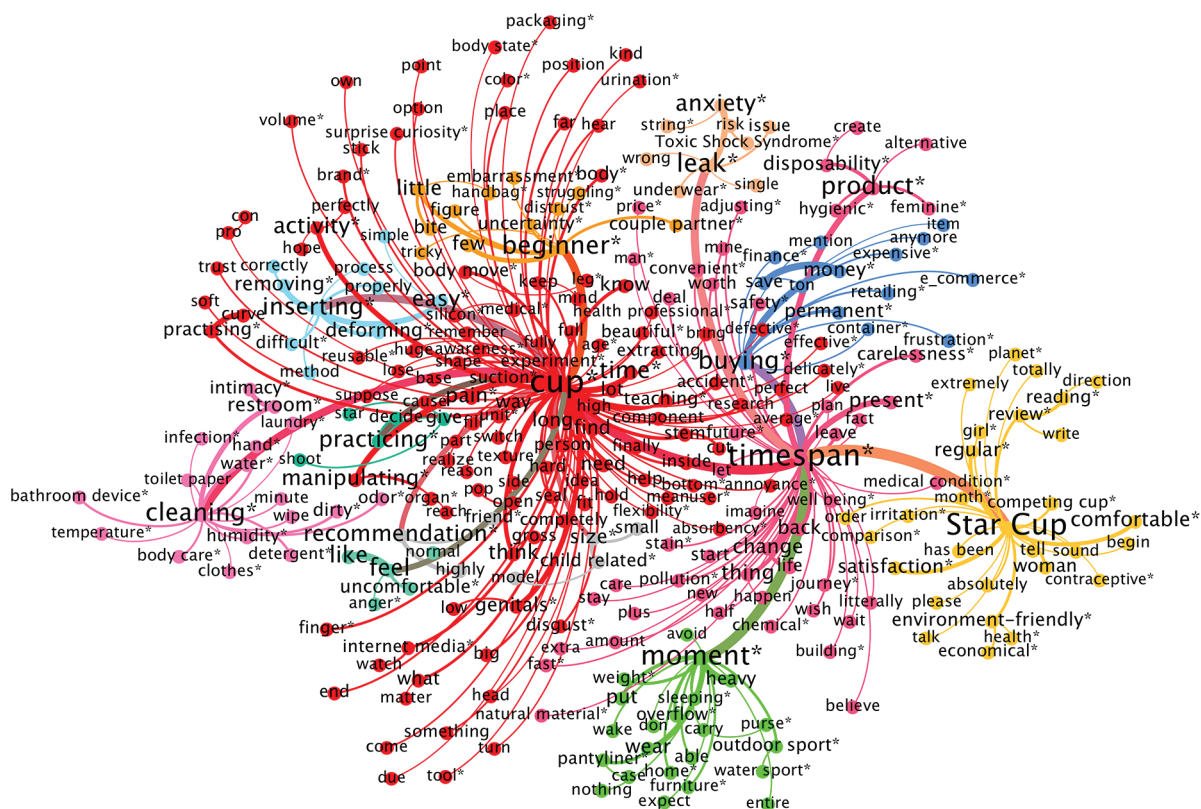 packaging*
body state*
kind
point
position
own
color*
urination*
option
place
anxiety*
volume*
far
hear
string*
risk
issue
create
surprise
curiosity*
stick
Toxic Shock Syndrome*
alternative
wrong
leak*
disposability*
brand*
embarrassment*
body*
little
handbag*
struggling*
underwear*
single
product*
perfectly
figure
distrust*
price*
adjusting*
hygienic*
feminine*
con
pro
activity*
bite
uncertainty*
couple
partner*
item
simple
few
beginner*
mine
mention
anymore
hope
tricky
man*
finance*
expensive*
trust
correctly
process
body move*
convenient*
money*
removing*
properly
keep
leg*
know
worth
save
ton
e_commerce*
soft
inserting*
easy*
mind
deal
safety*
retailing*
curve
silicon*
medical*
health professional*
permanent*
practising*
deforming*
remember
full
beautiful*
bring
defective*
container*
difficult*
huge
awareness*
fully
age*
extracting
effective*
frustration*
reusable*
shape
experiment*
time*
buying*
carelessness*
planet*
method
lose
base
suction*
cup*
accident*
delicately*
totally
intimacy*
suppose
cause
pain*
way
lot
teaching*
perfect
live
extremely
direction
restroom*
star
decide
give
unit*
high
research
plan
present*
reading*
laundry*
fill
long
find
component
average*
fact
review*
infection*
hand*
practicing*
part
switch
person
finally
stem
future*
leave
girl*
write
water*
shoot
realize
texture*
cut
timespan*
regular*
toilet paper
manipulating*
reason
side
hard
need
inside
let
medical condition*
bathroom device*
minute
odor*
organ*
pop
open
idea
help
bottom*
annoyance*
month*
competing cup*
cleaning*
wipe
dirty*
reach
seal
fit
hold
mean
user*
well being*
Star Cup
comfortable*
temperature*
humidity*
recommendation*
friend*
completely
flexibility*
imagine
order
irritation*
gross
size*
small
absorbency*
back
comparison*
begin
body care*
detergent*
like
normal
think
stain*
start
change
has been
tell
sound
clothes*
feel
highly
child related*
thing
life
satisfaction*
woman
uncomfortable*
model
care
pollution*
journey*
absolutely
contraceptive*
anger*
low
genitals*
stay
new
happen
litterally
please
plus
half
wish
finger*
disgust*
chemical*
wait
environment-friendly*
internet media*
extra
amount
avoid
talk
health*
watch
big
fast*
moment*
building*
economical*
what
weight*
heavy
end
matter
head
put
sleeping*
believe
natural material*
overflow*
something
wake
don
carry
purse*
come
turn
wear
outdoor sport*
pantyliner*
able
due
tool*
case
home*
water sport*
nothing
furniture*
expect
entire